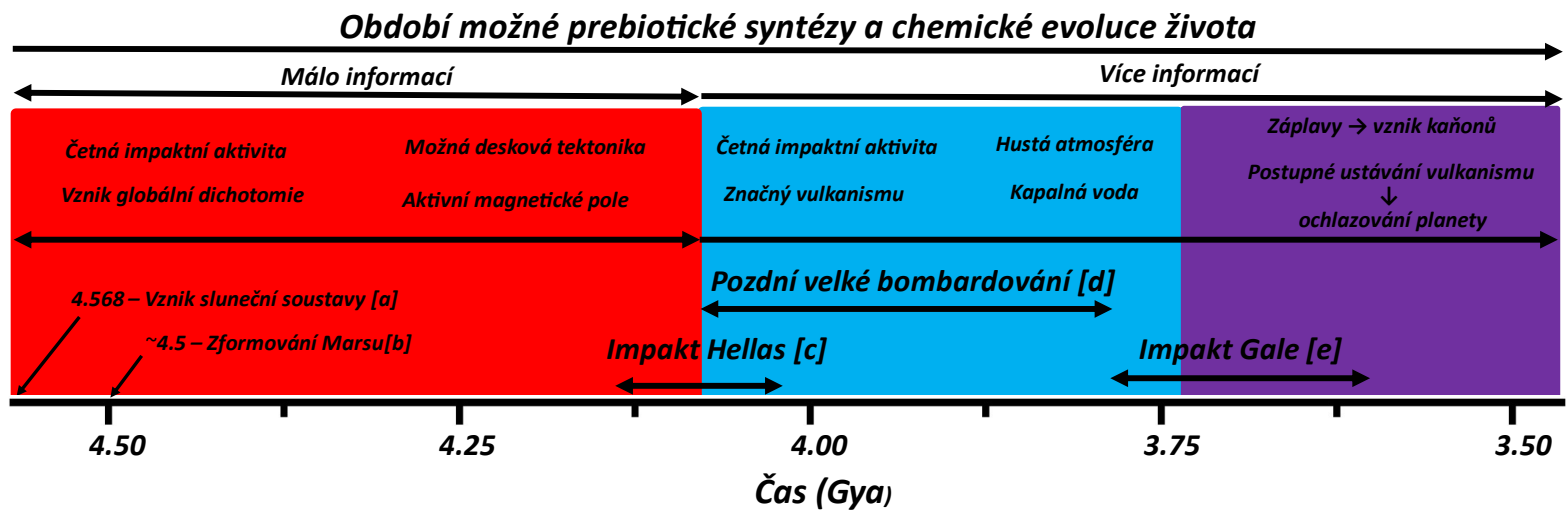 Období možné prebiotické syntézy a chemické evoluce života
Málo informací
Více informací
Četná impaktní aktivita
Možná desková tektonika
Vznik globální dichotomie
Aktivní magnetické pole
Četná impaktní aktivita
Hustá atmosféra
Značný vulkanismu
Kapalná voda
Záplavy → vznik kaňonů
Postupné ustávání vulkanismu
↓
ochlazování planety
Pozdní velké bombardování [d]
4.568 – Vznik sluneční soustavy [a]
~4.5 – Zformování Marsu[b]
Impakt Hellas [c]
Impakt Gale [e]
4.50
4.25
4.00
3.75
3.50
Čas (Gya)